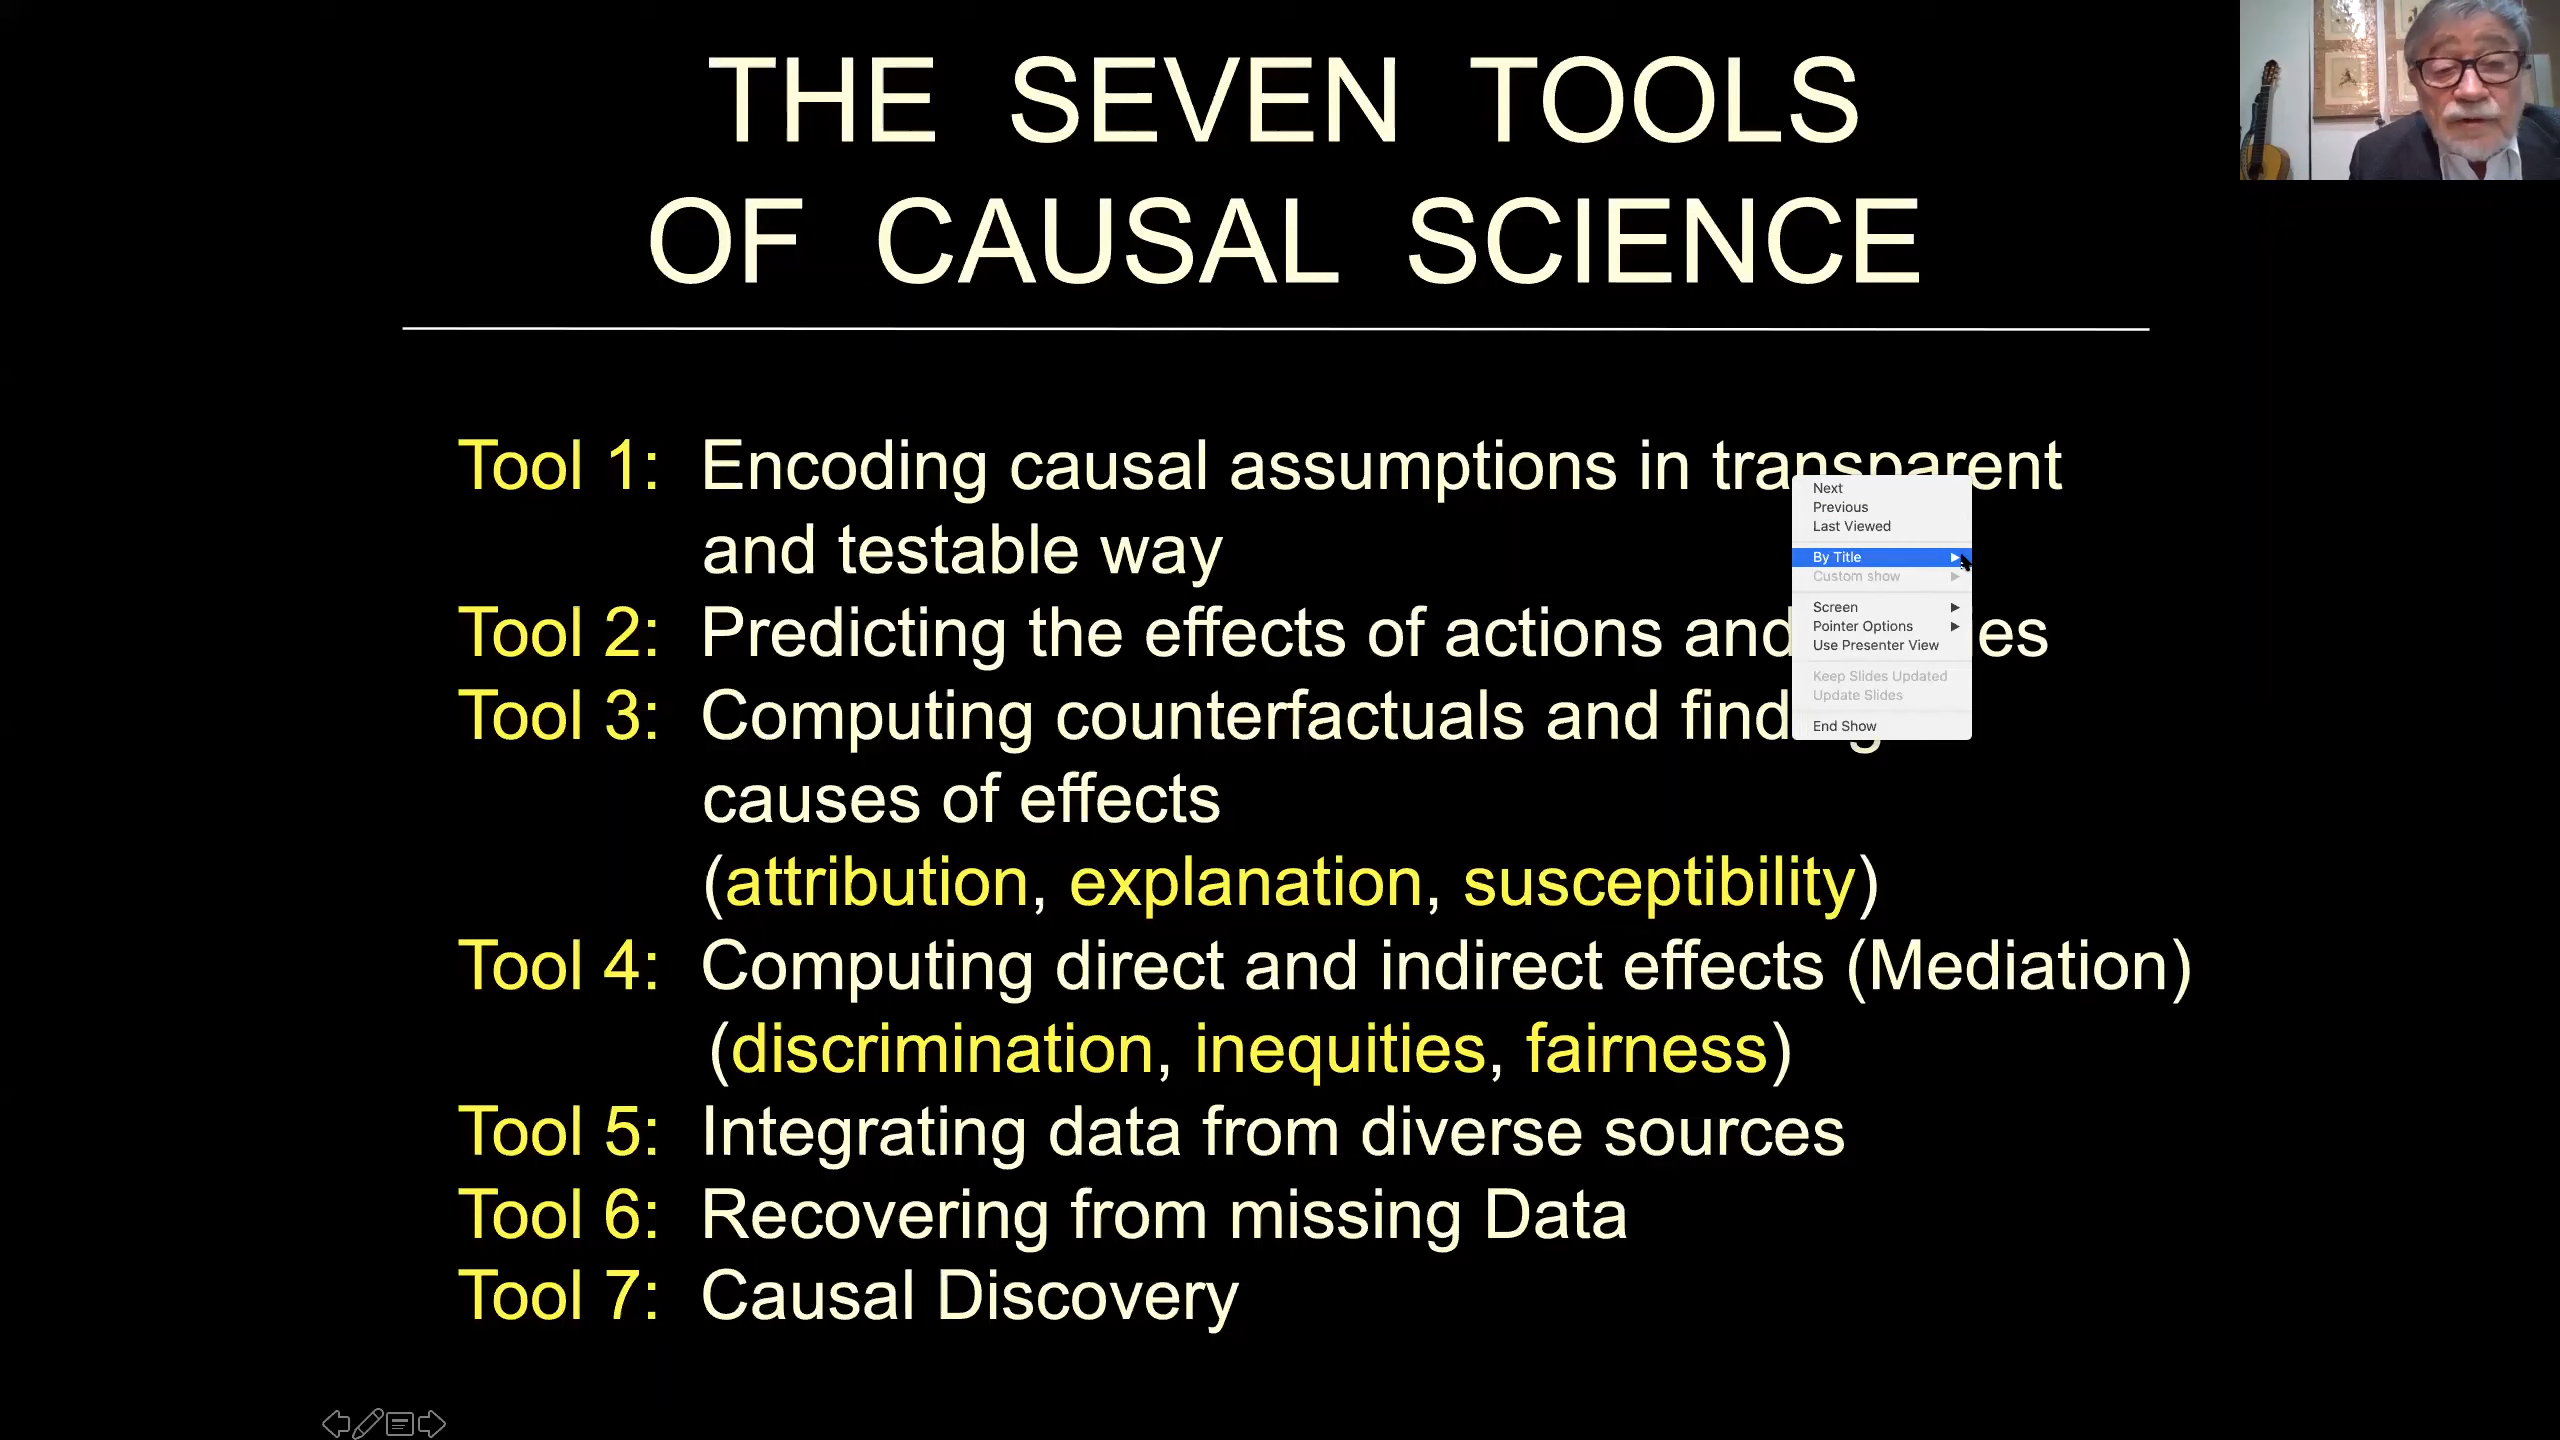 THE SEVEN TOOLS
OF CAUSAL SCIENCE
Tool 1: Encoding causal assumptions in transparent
and testable way
Tool 2: Predicting the effects of actions and es
Tool 3: Computing counterfactuals and finding
causes of effects
(attribution, explanation, susceptibility)
Tool 4: Computing direct and indirect effects (Mediation)
(discrimination, inequities, fairness)
Tool 5: Integrating data from diverse sources
Tool 6: Recovering from missing Data
Tool 7: Causal Discovery
Next
Previous
Last Viewed
By Title
Custom show
Screen
Pointer Options
Use Presenter View
Keep Slides Updated
Update Slides
End Show